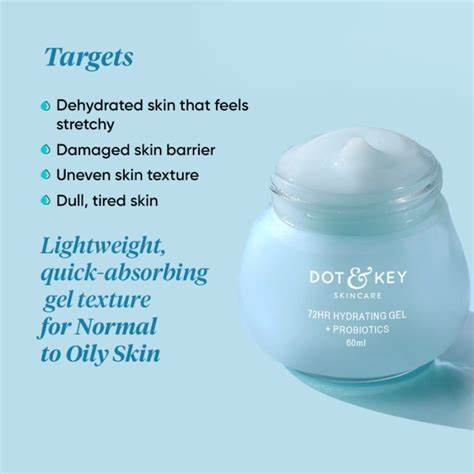 Targets
Dehydrated skin that feels
stretchy
Damaged skin barrier
Uneven skin texture
Dull, tired skin
Lightweight,
quick-absorbing
gel texture
for Normal
to Oily Skin
DOT & KEY
SKINCARE
72HR HYDRATING GEL
+ PROBIOTICS
60ml